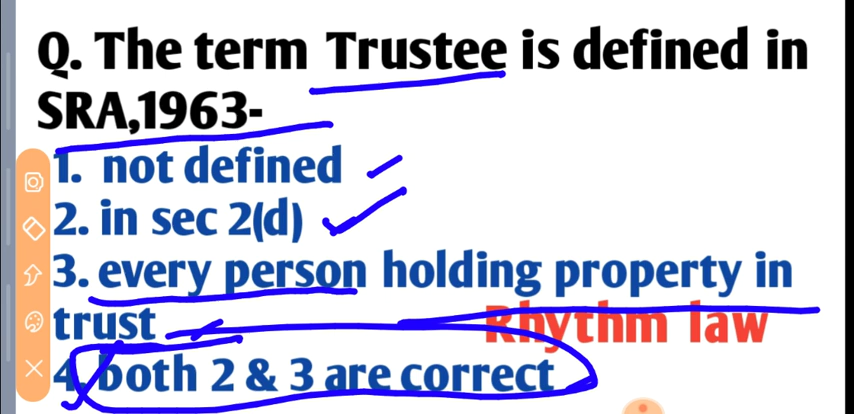 Q. The term Trustee is defined in
SRA,1963-
1. not defined
2. in sec 2(d)
3. every person holding property in
trust
Rhythm law
4. both 2 & 3 are correct